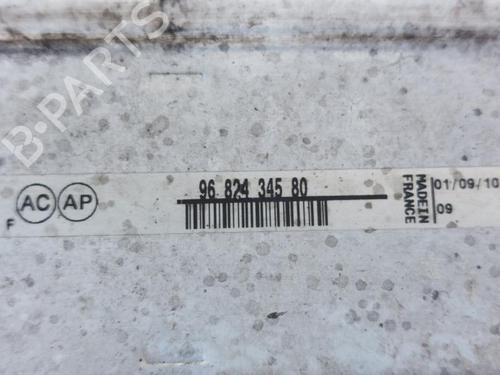 B-PARTS
F AC AP
96 824 345 80
MADE IN
FRANCE
01/09/10
09